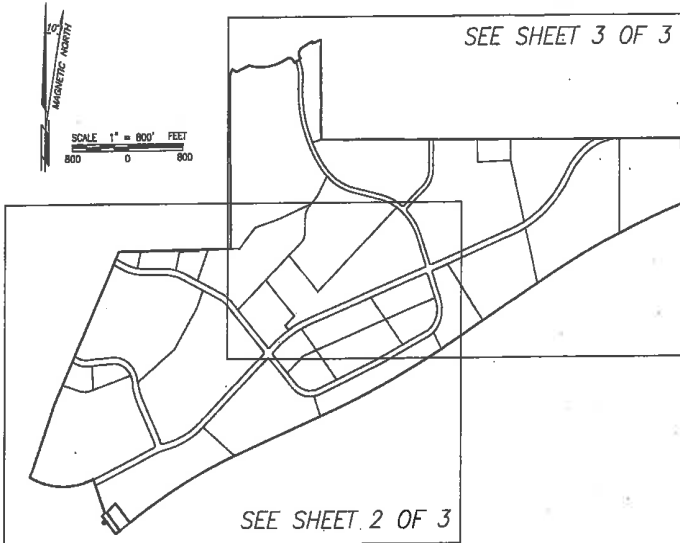 SEE SHEET 3 OF 3
10°
MAGNETIC NORTH
SCALE 1" = 800' FEET
800 0 800
SEE SHEET 2 OF 3